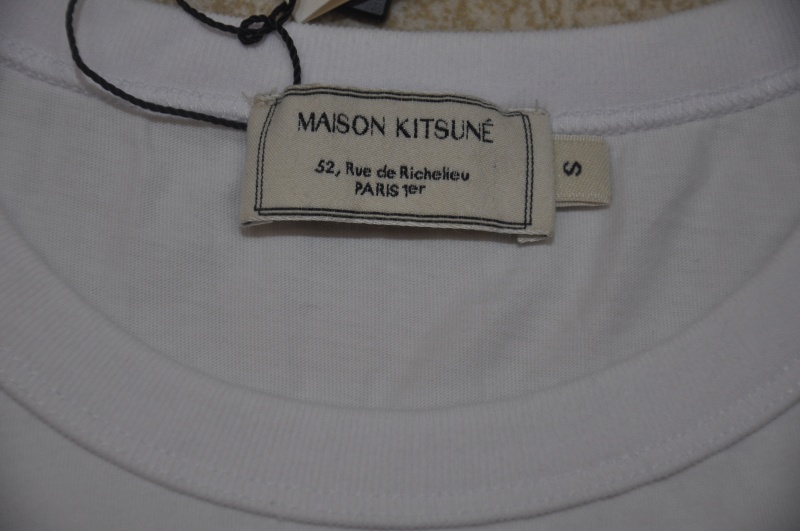 MAISON KITSUNÉ
52, Rue de Richelieu
PARIS 1er
S